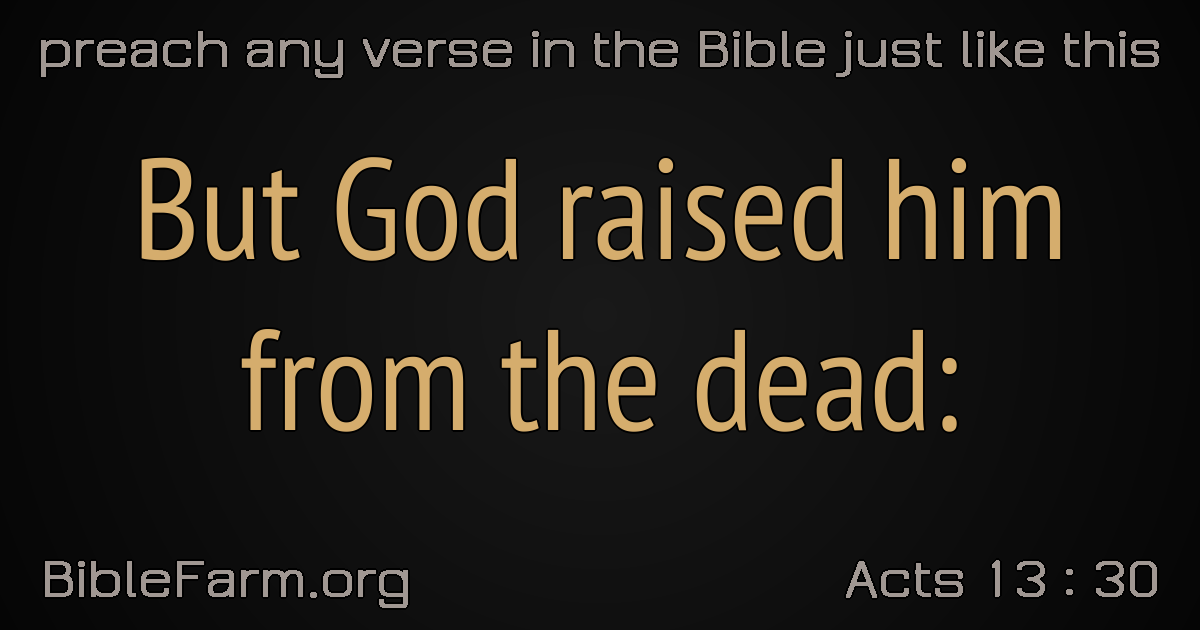 preach any verse in the Bible just like this
But God raised him
from the dead:
BibleFarm.org
Acts 13 : 30